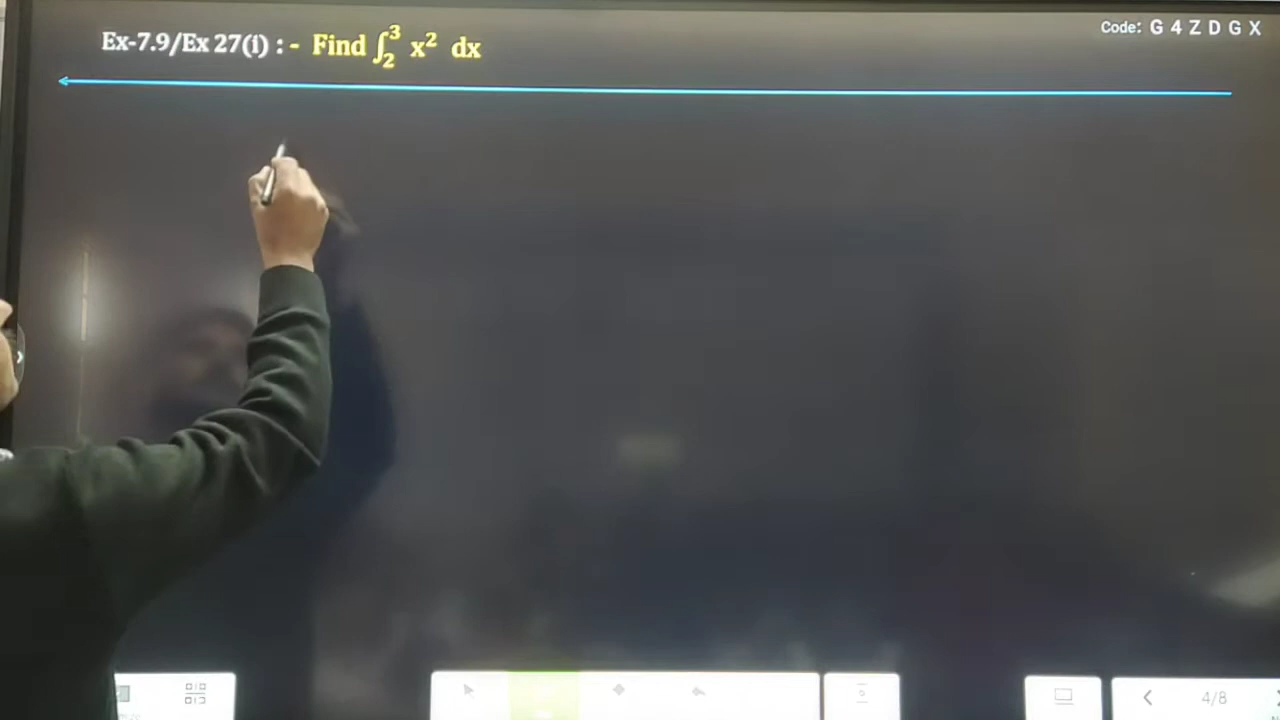 Code: G 4 Z D G X
Ex-7.9/Ex 27(i) : - Find ∫₂³ x² dx
4/8